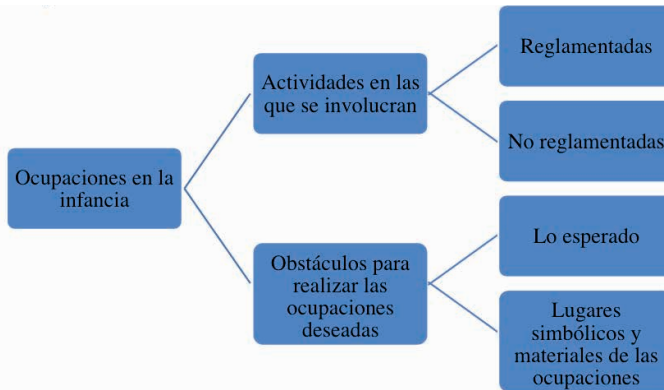 Ocupaciones en la
infancia
Actividades en las
que se involucran
Reglamentadas
No reglamentadas
Obstáculos para
realizar las
ocupaciones
deseadas
Lo esperado
Lugares
simbólicos y
materiales de las
ocupaciones